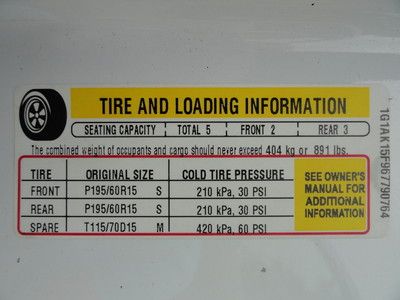 TIRE AND LOADING INFORMATION
SEATING CAPACITY TOTAL 5 FRONT 2 REAR 3
The combined weight of occupants and cargo should never exceed 404 kg or 891 lbs.
TIRE ORIGINAL SIZE COLD TIRE PRESSURE
FRONT P195/60R15 S 210 kPa, 30 PSI
REAR P195/60R15 S 210 kPa, 30 PSI
SPARE T115/70D15 M 420 kPa, 60 PSI
SEE OWNER'S
MANUAL FOR
ADDITIONAL
INFORMATION
1G1AK15F967790764